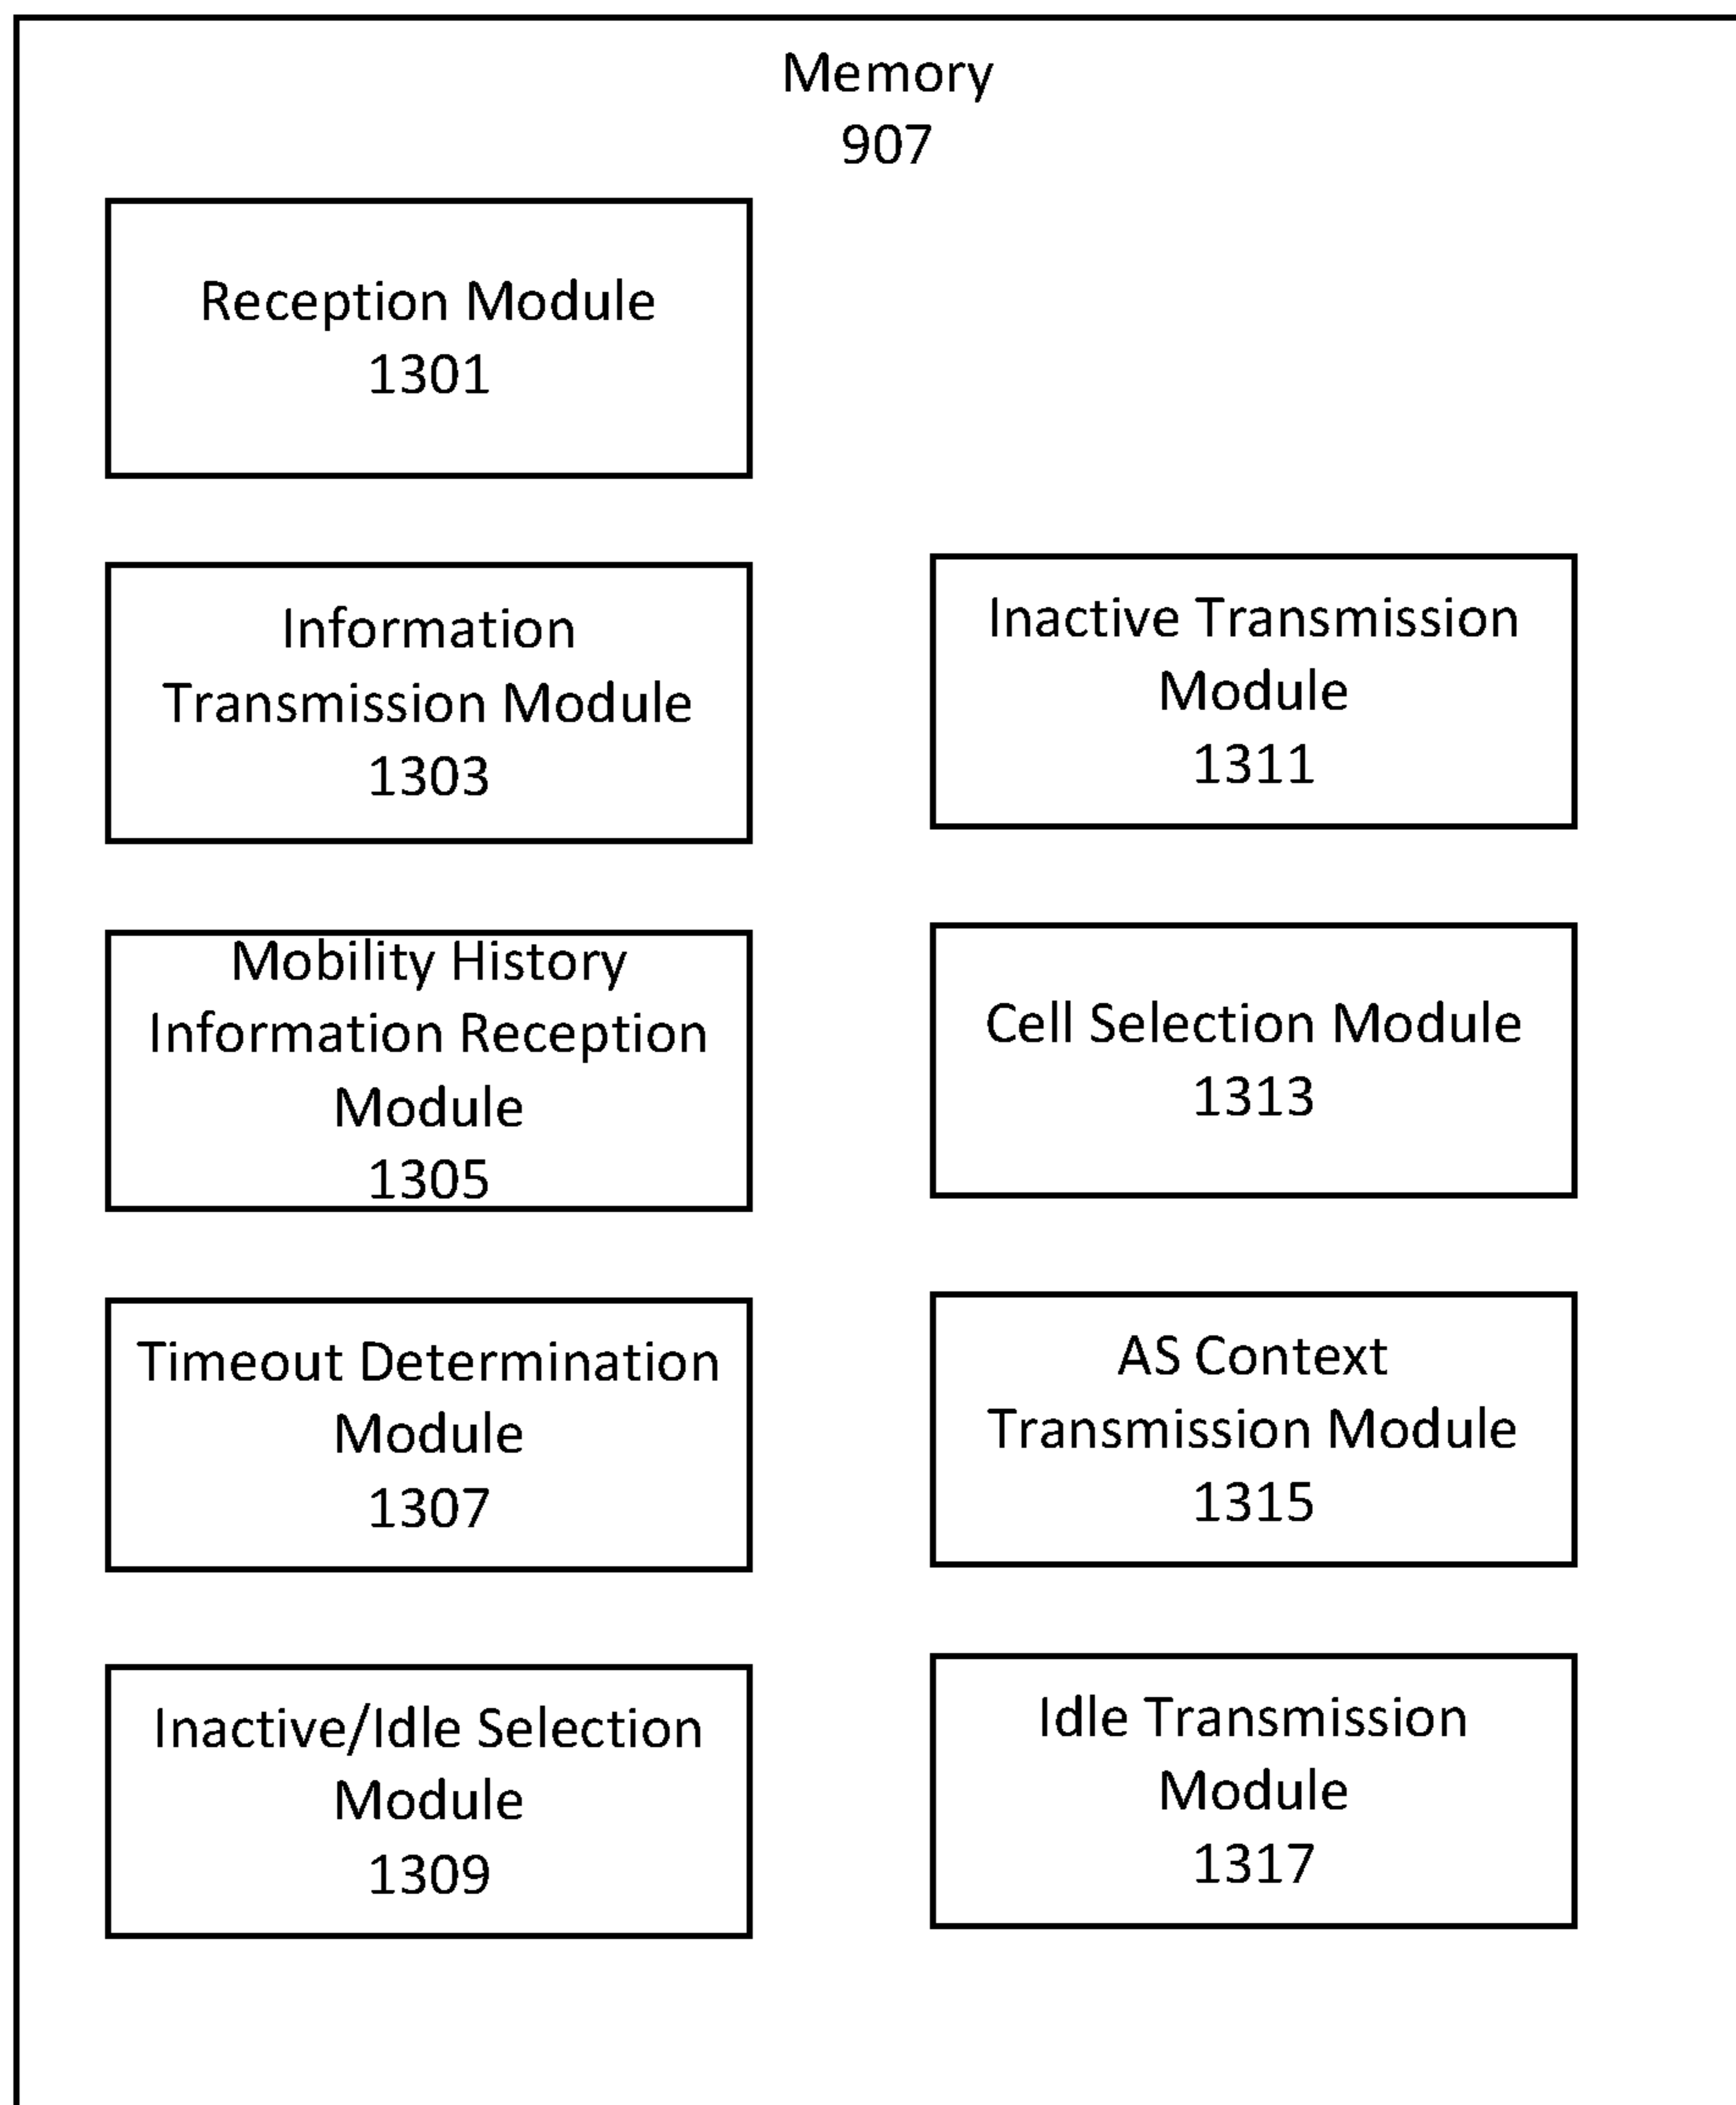 Memory
907
Reception Module
1301
Information
Transmission Module
1303
Mobility History
Information Reception
Module
1305
Timeout Determination
Module
1307
Inactive/Idle Selection
Module
1309
Inactive Transmission
Module
1311
Cell Selection Module
1313
AS Context
Transmission Module
1315
Idle Transmission
Module
1317